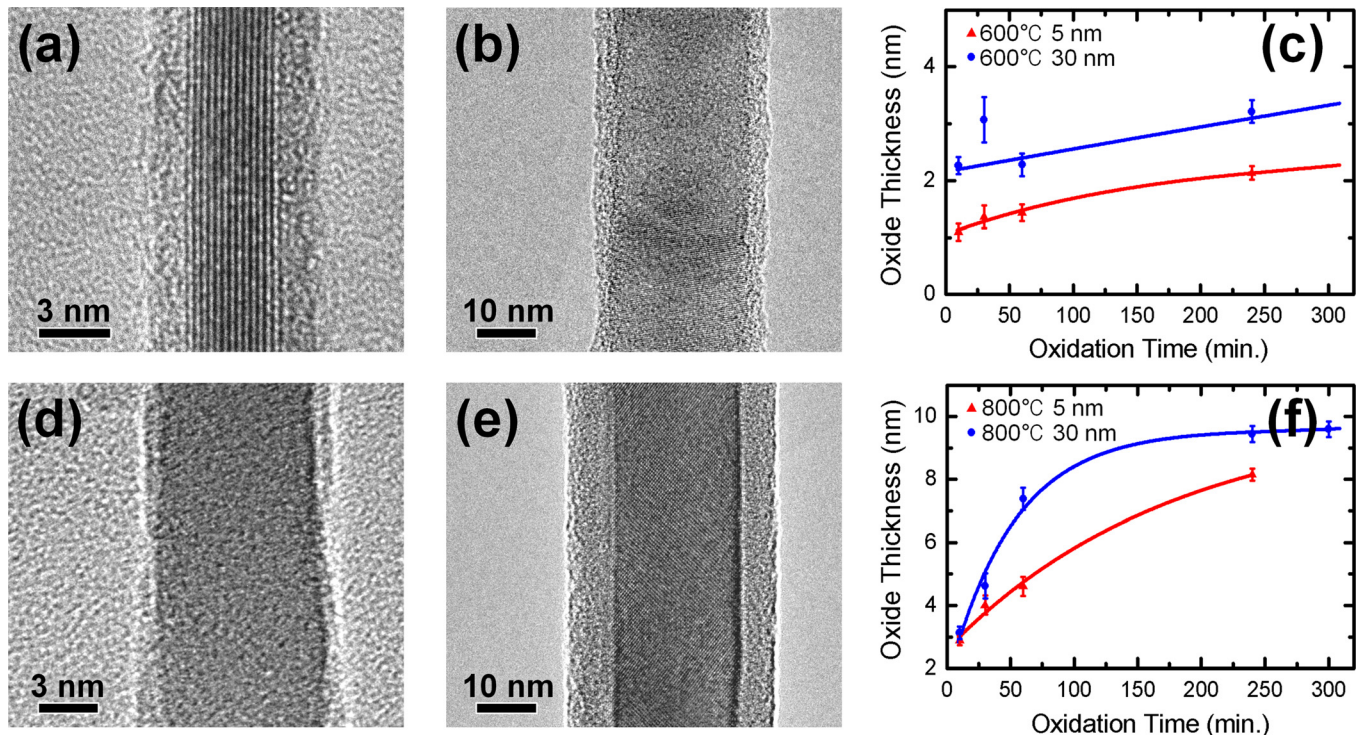 (a)
3 nm
(b)
10 nm
(c)
600℃ 5 nm
600℃ 30 nm
Oxide Thickness (nm)
4
2
0
0 50 100 150 200 250 300
Oxidation Time (min.)
(d)
3 nm
(e)
10 nm
(f)
800℃ 5 nm
800℃ 30 nm
Oxide Thickness (nm)
10
8
6
4
2
0 50 100 150 200 250 300
Oxidation Time (min.)